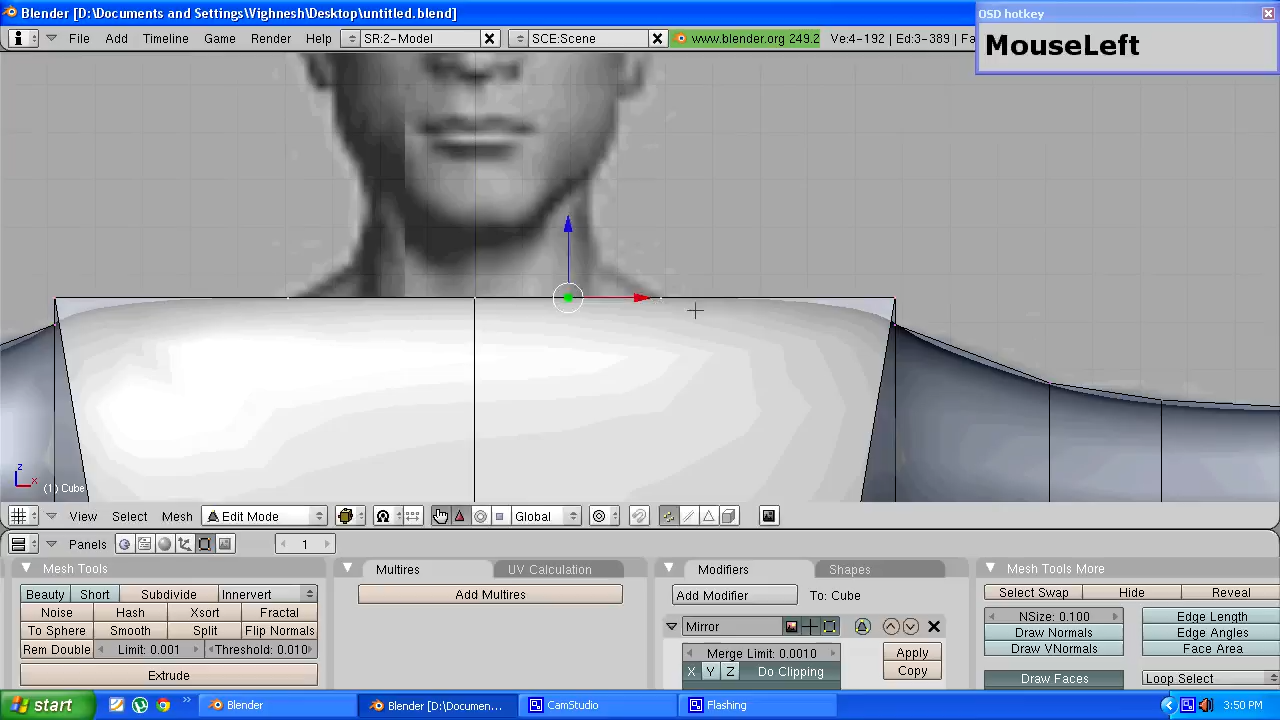 Blender [D:\Documents and Settings\Vighnesh\Desktop\untitled.blend]
OSD hotkey
MouseLeft
File Add Timeline Game Render Help SR:2-Model SCE:Scene www.blender.org 249.2 Ve:4-192 | Ed:3-389 | Fa
z
x
(1) Cube
View Select Mesh Edit Mode Global
Panels 1
Mesh Tools Multires UV Calculation Modifiers Shapes Mesh Tools More
Beauty Short Subdivide Innervert Add Multires Add Modifier To: Cube Select Swap Hide Reveal
Noise Hash Xsort Fractal Mirror NSize: 0.100 Edge Length
To Sphere Smooth Split Flip Normals Draw Normals Edge Angles
Rem Double Limit: 0.001 Threshold: 0.010 Merge Limit: 0.0010 Apply Draw VNormals Face Area
X Y Z Do Clipping Copy
Extrude Draw Faces Loop Select
start Blender Blender [D:\Documen... CamStudio Flashing 3:50 PM